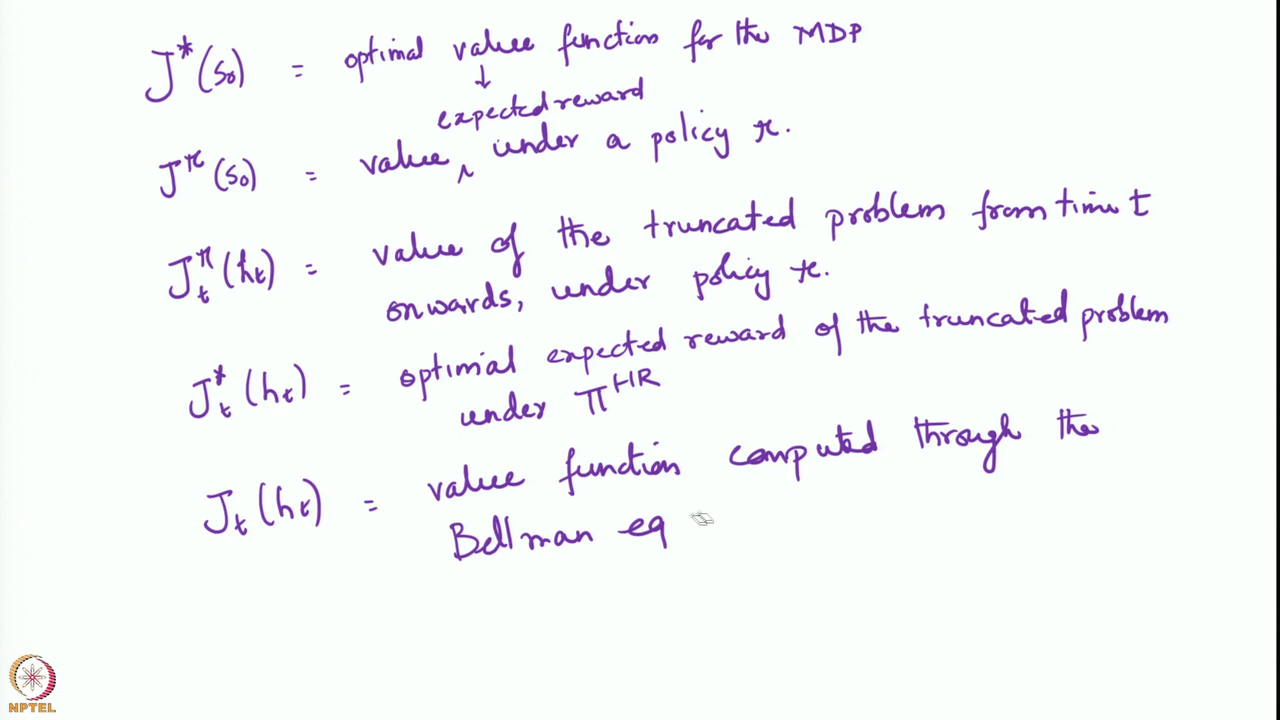 J*(s₀) = optimal value function for the MDP
↓
expected reward
J^π(s₀) = value ʌ under a policy π.
J_t^π(h_t) = value of the truncated problem from time t
onwards, under policy π.
J_t^*(h_t) = optimal expected reward of the truncated problem
under Π^HR
J_t(h_t) = value function computed through the
Bellman eq
NPTEL